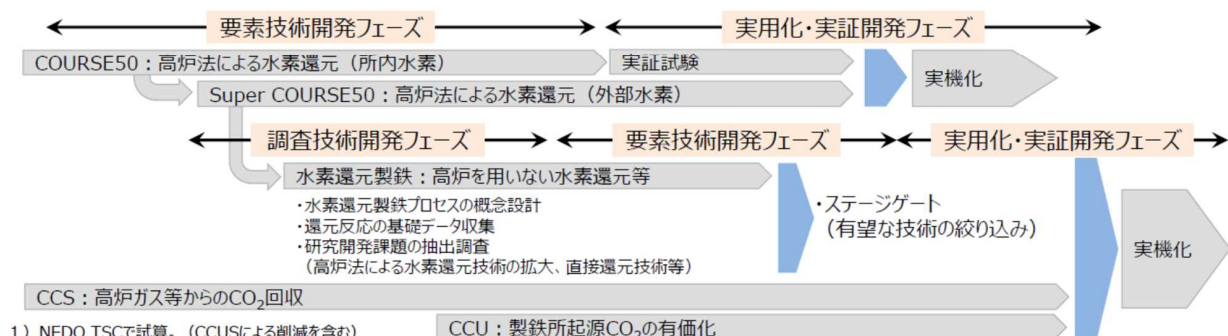 要素技術開発フェーズ
実用化・実証開発フェーズ
COURSE50：高炉法による水素還元（所内水素）
実証試験
実機化
Super COURSE50：高炉法による水素還元（外部水素）
調査技術開発フェーズ
要素技術開発フェーズ
実用化・実証開発フェーズ
水素還元製鉄：高炉を用いない水素還元等
・水素還元製鉄プロセスの概念設計
・還元反応の基礎データ収集
・研究開発課題の抽出調査
（高炉法による水素還元技術の拡大、直接還元技術等）
・ステージゲート
（有望な技術の絞り込み）
実機化
CCS：高炉ガス等からのCO₂回収
CCU：製鉄所起源CO₂の有価化
1）NEDO TSCで試算。（CCUSによる削減を含む）